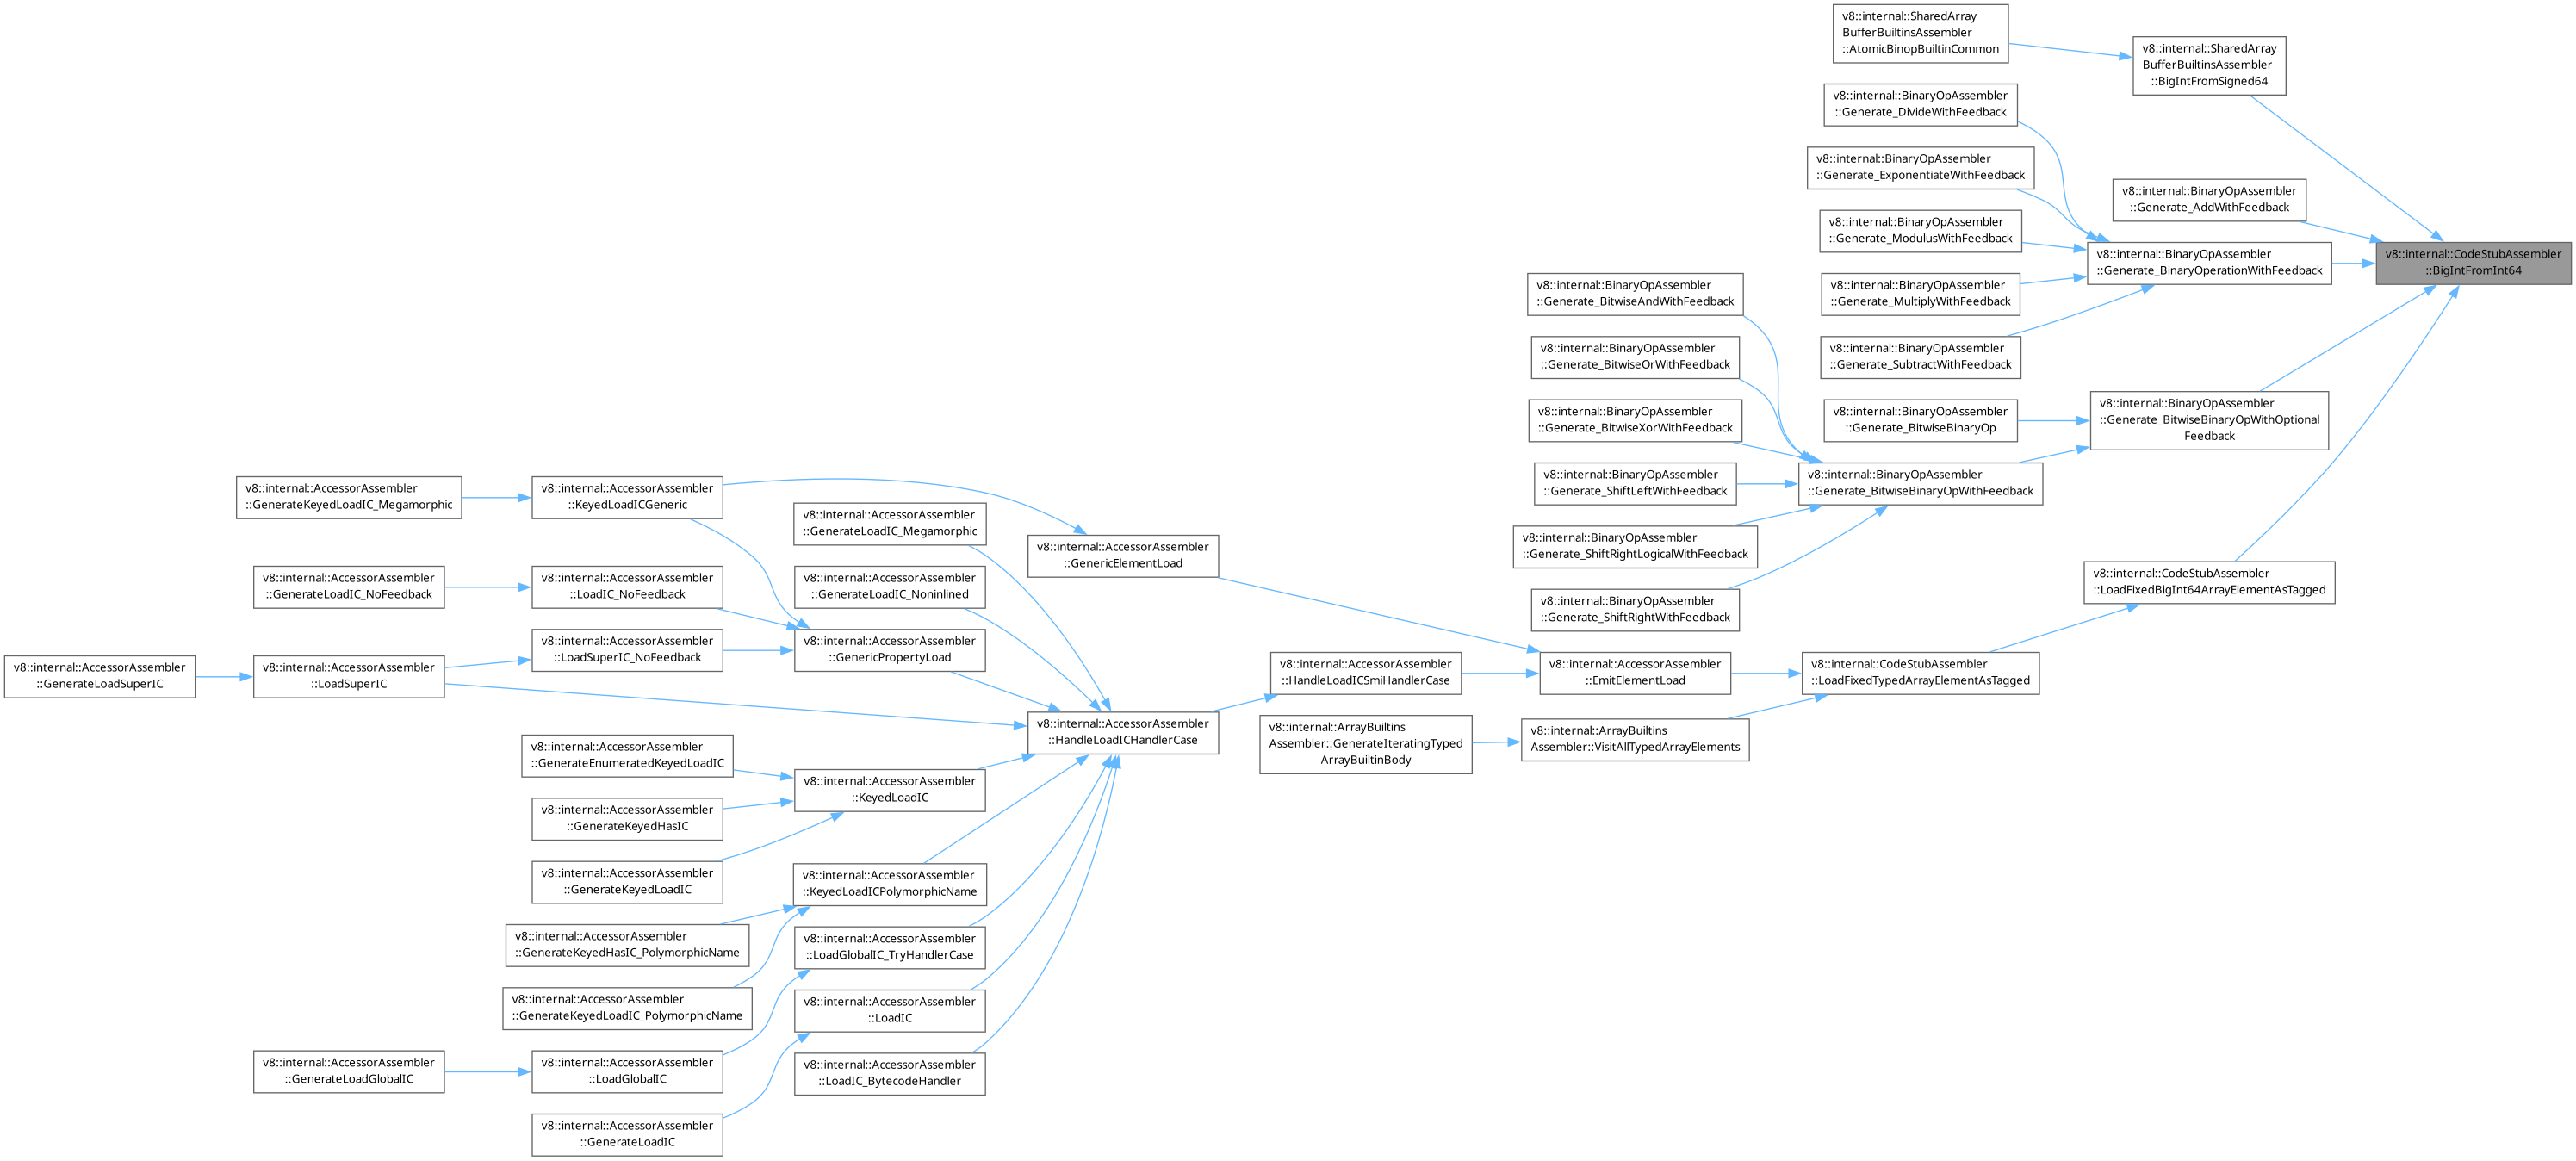 v8::internal::SharedArray
BufferBuiltinsAssembler
::AtomicBinopBuiltinCommon
v8::internal::SharedArray
BufferBuiltinsAssembler
::BigIntFromSigned64
v8::internal::BinaryOpAssembler
::Generate_DivideWithFeedback
v8::internal::BinaryOpAssembler
::Generate_ExponentiateWithFeedback
v8::internal::BinaryOpAssembler
::Generate_AddWithFeedback
v8::internal::BinaryOpAssembler
::Generate_ModulusWithFeedback
v8::internal::BinaryOpAssembler
::Generate_BinaryOperationWithFeedback
v8::internal::CodeStubAssembler
::BigIntFromInt64
v8::internal::BinaryOpAssembler
::Generate_MultiplyWithFeedback
v8::internal::BinaryOpAssembler
::Generate_BitwiseAndWithFeedback
v8::internal::BinaryOpAssembler
::Generate_SubtractWithFeedback
v8::internal::BinaryOpAssembler
::Generate_BitwiseOrWithFeedback
v8::internal::BinaryOpAssembler
::Generate_BitwiseBinaryOpWithOptional
Feedback
v8::internal::BinaryOpAssembler
::Generate_BitwiseXorWithFeedback
v8::internal::BinaryOpAssembler
::Generate_BitwiseBinaryOp
v8::internal::BinaryOpAssembler
::Generate_ShiftLeftWithFeedback
v8::internal::BinaryOpAssembler
::Generate_BitwiseBinaryOpWithFeedback
v8::internal::AccessorAssembler
::GenerateKeyedLoadIC_Megamorphic
v8::internal::AccessorAssembler
::KeyedLoadICGeneric
v8::internal::AccessorAssembler
::GenerateLoadIC_Megamorphic
v8::internal::AccessorAssembler
::GenericElementLoad
v8::internal::BinaryOpAssembler
::Generate_ShiftRightLogicalWithFeedback
v8::internal::CodeStubAssembler
::LoadFixedBigInt64ArrayElementAsTagged
v8::internal::AccessorAssembler
::GenerateLoadIC_NoFeedback
v8::internal::AccessorAssembler
::LoadIC_NoFeedback
v8::internal::AccessorAssembler
::GenerateLoadIC_Noninlined
v8::internal::BinaryOpAssembler
::Generate_ShiftRightWithFeedback
v8::internal::AccessorAssembler
::LoadSuperIC_NoFeedback
v8::internal::AccessorAssembler
::GenericPropertyLoad
v8::internal::AccessorAssembler
::GenerateLoadSuperIC
v8::internal::AccessorAssembler
::LoadSuperIC
v8::internal::AccessorAssembler
::HandleLoadICSmiHandlerCase
v8::internal::AccessorAssembler
::EmitElementLoad
v8::internal::CodeStubAssembler
::LoadFixedTypedArrayElementAsTagged
v8::internal::AccessorAssembler
::HandleLoadICHandlerCase
v8::internal::ArrayBuiltins
Assembler::GenerateIteratingTyped
ArrayBuiltinBody
v8::internal::ArrayBuiltins
Assembler::VisitAllTypedArrayElements
v8::internal::AccessorAssembler
::GenerateEnumeratedKeyedLoadIC
v8::internal::AccessorAssembler
::KeyedLoadIC
v8::internal::AccessorAssembler
::GenerateKeyedHasIC
v8::internal::AccessorAssembler
::GenerateKeyedLoadIC
v8::internal::AccessorAssembler
::KeyedLoadICPolymorphicName
v8::internal::AccessorAssembler
::GenerateKeyedHasIC_PolymorphicName
v8::internal::AccessorAssembler
::LoadGlobalIC_TryHandlerCase
v8::internal::AccessorAssembler
::GenerateKeyedLoadIC_PolymorphicName
v8::internal::AccessorAssembler
::LoadIC
v8::internal::AccessorAssembler
::GenerateLoadGlobalIC
v8::internal::AccessorAssembler
::LoadGlobalIC
v8::internal::AccessorAssembler
::LoadIC_BytecodeHandler
v8::internal::AccessorAssembler
::GenerateLoadIC